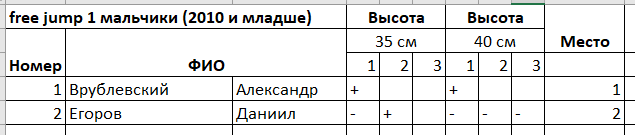 free jump 1 мальчики (2010 и младше) Высота Высота
35 см 40 см Место
Номер ФИО 1 2 3 1 2 3
1 Врублевский Александр + + 1
2 Егоров Даниил - + - - - 2